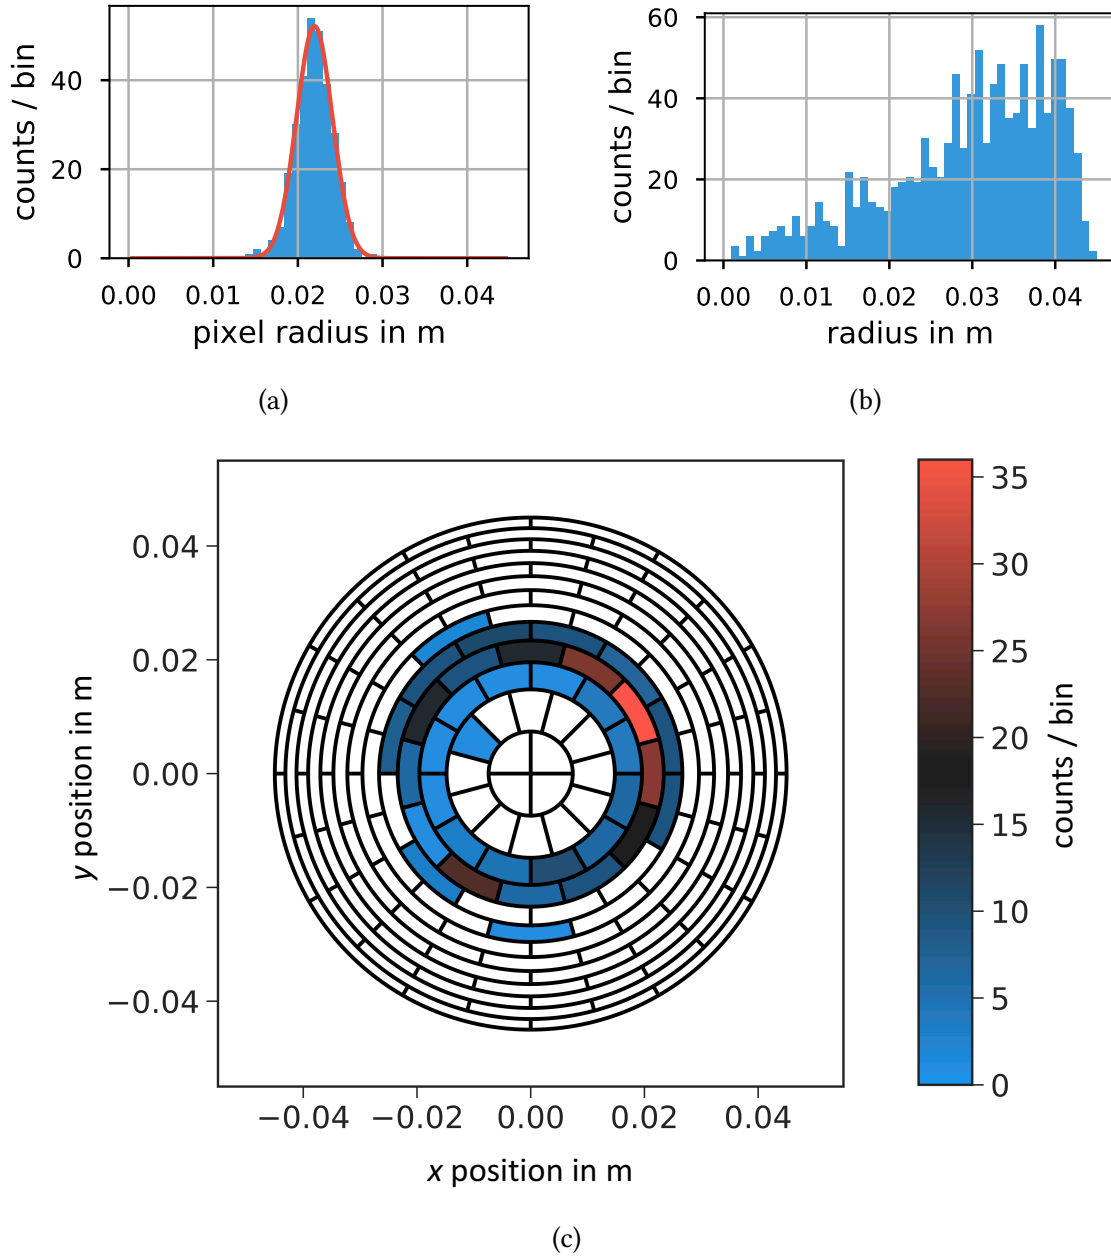 counts / bin
40
20
0
0.00 0.01 0.02 0.03 0.04
pixel radius in m
(a)
counts / bin
60
40
20
0
0.00 0.01 0.02 0.03 0.04
radius in m
(b)
y position in m
0.04
0.02
0.00
−0.02
−0.04
−0.04 −0.02 0.00 0.02 0.04
x position in m
35
30
25
20
15
10
5
0
counts / bin
(c)